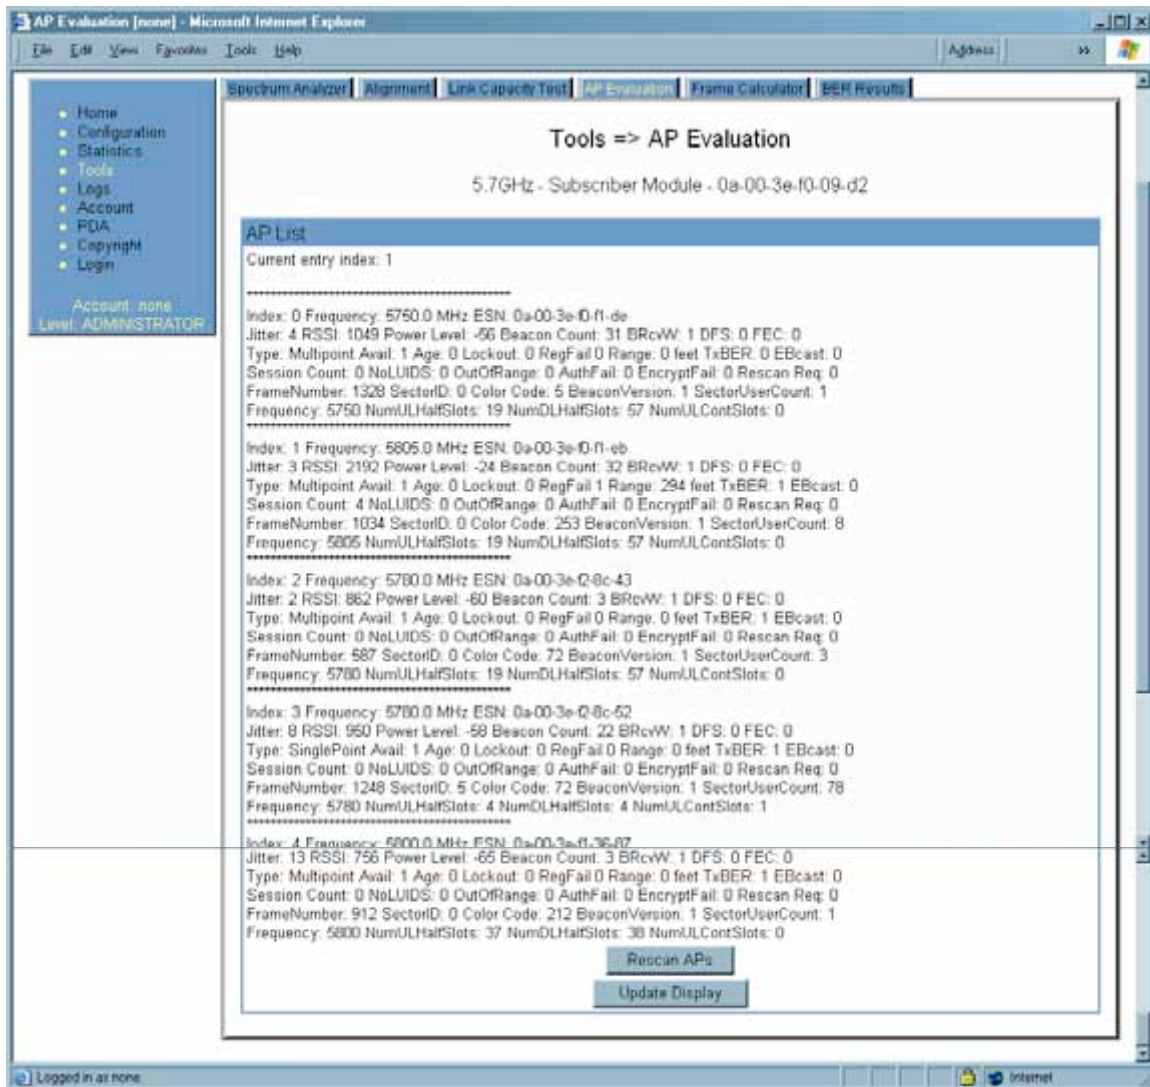 AP Evaluation [none] - Microsoft Internet Explorer
File Edit View Favorites Tools Help
Address
Home
Configuration
Statistics
Tools
Logs
Account
PDA
Copyright
Login
Account: none
Level: ADMINISTRATOR
Spectrum Analyzer Alignment Link Capacity Test AP Evaluation Frame Calculator BER Results
Tools => AP Evaluation
5.7GHz - Subscriber Module - 0a-00-3e-f0-09-d2
AP List
Current entry index: 1
Index: 0 Frequency: 5750.0 MHz ESN: 0a-00-3e-f0-f1-de
Jitter: 4 RSSI: 1049 Power Level: -56 Beacon Count: 31 BRcvW: 1 DFS: 0 FEC: 0
Type: Multipoint Avail: 1 Age: 0 Lockout: 0 RegFail 0 Range: 0 feet TxBER: 0 EBcast: 0
Session Count: 0 NoLUIDS: 0 OutOfRange: 0 AuthFail: 0 EncryptFail: 0 Rescan Req: 0
FrameNumber: 1328 SectorID: 0 Color Code: 5 BeaconVersion: 1 SectorUserCount: 1
Frequency: 5750 NumULHalfSlots: 19 NumDLHalfSlots: 57 NumULContSlots: 0
Index: 1 Frequency: 5805.0 MHz ESN: 0a-00-3e-f0-f1-eb
Jitter: 3 RSSI: 2192 Power Level: -24 Beacon Count: 32 BRcvW: 1 DFS: 0 FEC: 0
Type: Multipoint Avail: 1 Age: 0 Lockout: 0 RegFail 1 Range: 294 feet TxBER: 1 EBcast: 0
Session Count: 4 NoLUIDS: 0 OutOfRange: 0 AuthFail: 0 EncryptFail: 0 Rescan Req: 0
FrameNumber: 1034 SectorID: 0 Color Code: 253 BeaconVersion: 1 SectorUserCount: 8
Frequency: 5805 NumULHalfSlots: 19 NumDLHalfSlots: 57 NumULContSlots: 0
Index: 2 Frequency: 5780.0 MHz ESN: 0a-00-3e-f2-8c-43
Jitter: 2 RSSI: 862 Power Level: -60 Beacon Count: 3 BRcvW: 1 DFS: 0 FEC: 0
Type: Multipoint Avail: 1 Age: 0 Lockout: 0 RegFail 0 Range: 0 feet TxBER: 1 EBcast: 0
Session Count: 0 NoLUIDS: 0 OutOfRange: 0 AuthFail: 0 EncryptFail: 0 Rescan Req: 0
FrameNumber: 587 SectorID: 0 Color Code: 72 BeaconVersion: 1 SectorUserCount: 3
Frequency: 5780 NumULHalfSlots: 19 NumDLHalfSlots: 57 NumULContSlots: 0
Index: 3 Frequency: 5780.0 MHz ESN: 0a-00-3e-f2-8c-52
Jitter: 8 RSSI: 950 Power Level: -58 Beacon Count: 22 BRcvW: 1 DFS: 0 FEC: 0
Type: SinglePoint Avail: 1 Age: 0 Lockout: 0 RegFail 0 Range: 0 feet TxBER: 1 EBcast: 0
Session Count: 0 NoLUIDS: 0 OutOfRange: 0 AuthFail: 0 EncryptFail: 0 Rescan Req: 0
FrameNumber: 1248 SectorID: 5 Color Code: 72 BeaconVersion: 1 SectorUserCount: 78
Frequency: 5780 NumULHalfSlots: 4 NumDLHalfSlots: 4 NumULContSlots: 1
Index: 4 Frequency: 5800.0 MHz ESN: 0a-00-3e-f1-36-87
Jitter: 13 RSSI: 756 Power Level: -65 Beacon Count: 3 BRcvW: 1 DFS: 0 FEC: 0
Type: Multipoint Avail: 1 Age: 0 Lockout: 0 RegFail 0 Range: 0 feet TxBER: 1 EBcast: 0
Session Count: 0 NoLUIDS: 0 OutOfRange: 0 AuthFail: 0 EncryptFail: 0 Rescan Req: 0
FrameNumber: 912 SectorID: 0 Color Code: 212 BeaconVersion: 1 SectorUserCount: 1
Frequency: 5800 NumULHalfSlots: 37 NumDLHalfSlots: 38 NumULContSlots: 0
Rescan APs
Update Display
Logged in as none
Internet